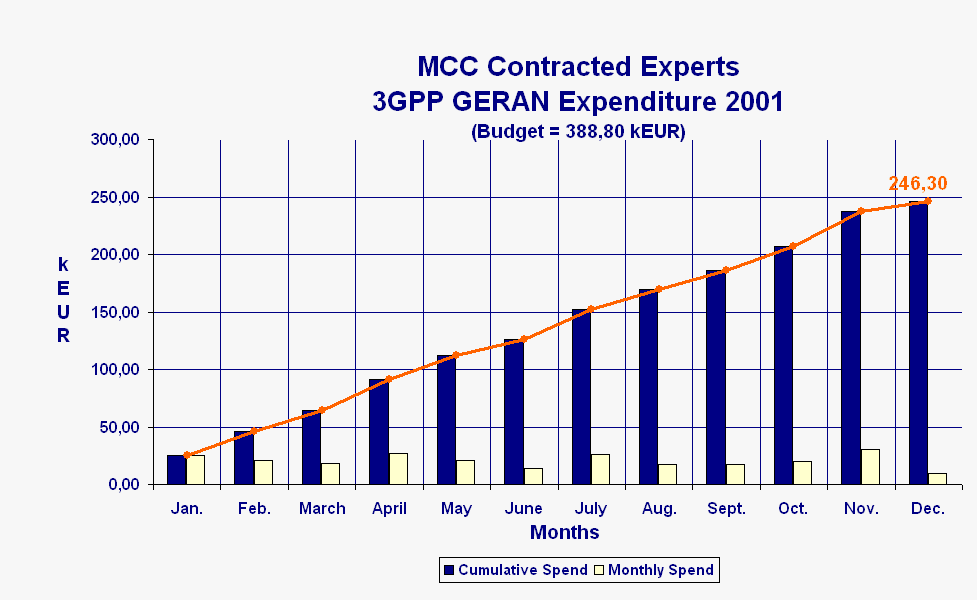 MCC Contracted Experts
3GPP GERAN Expenditure 2001
(Budget = 388,80 kEUR)
300,00
250,00
200,00
150,00
100,00
50,00
0,00
k
E
U
R
246,30
Jan. Feb. March April May June July Aug. Sept. Oct. Nov. Dec.
Months
Cumulative Spend Monthly Spend